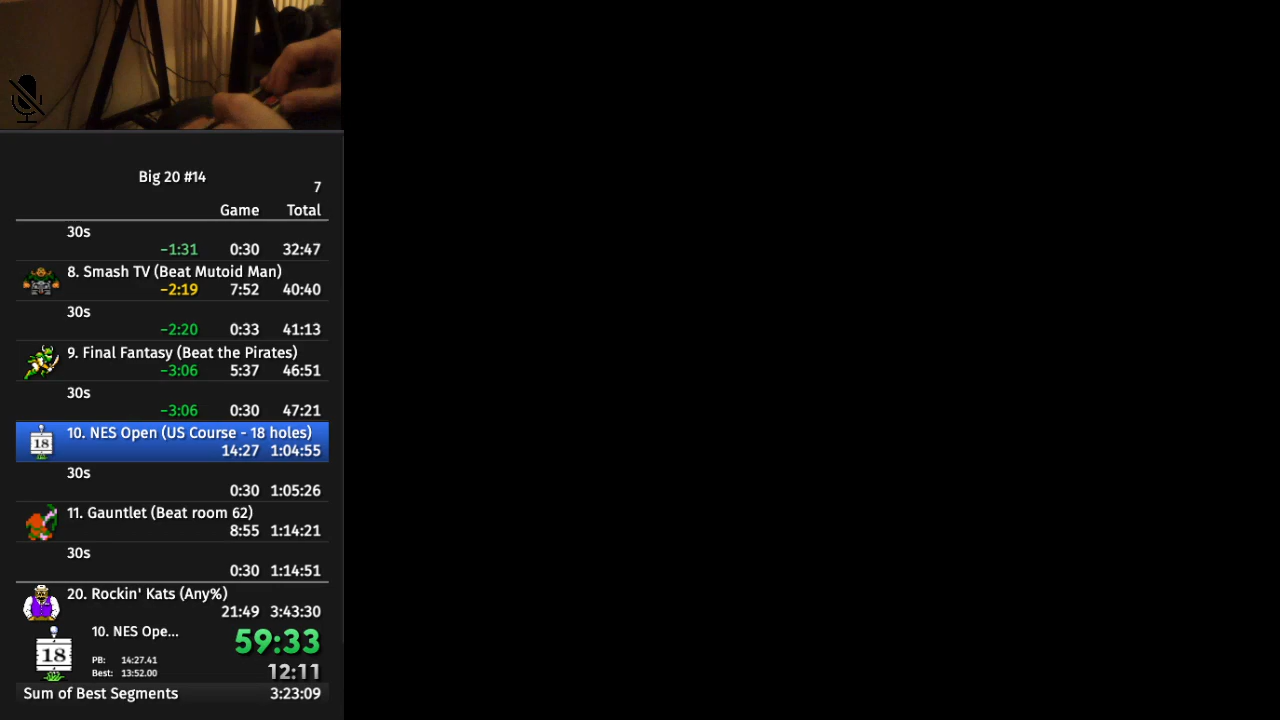 Big 20 #14
7
Game Total
30s
-1:31 0:30 32:47
8. Smash TV (Beat Mutoid Man)
-2:19 7:52 40:40
30s
-2:20 0:33 41:13
9. Final Fantasy (Beat the Pirates)
-3:06 5:37 46:51
30s
-3:06 0:30 47:21
18
10. NES Open (US Course - 18 holes)
14:27 1:04:55
30s
0:30 1:05:26
11. Gauntlet (Beat room 62)
8:55 1:14:21
30s
0:30 1:14:51
20. Rockin' Kats (Any%)
21:49 3:43:30
18
10. NES Ope...
59:33
PB: 14:27.41
Best: 13:52.00
12:11
Sum of Best Segments 3:23:09